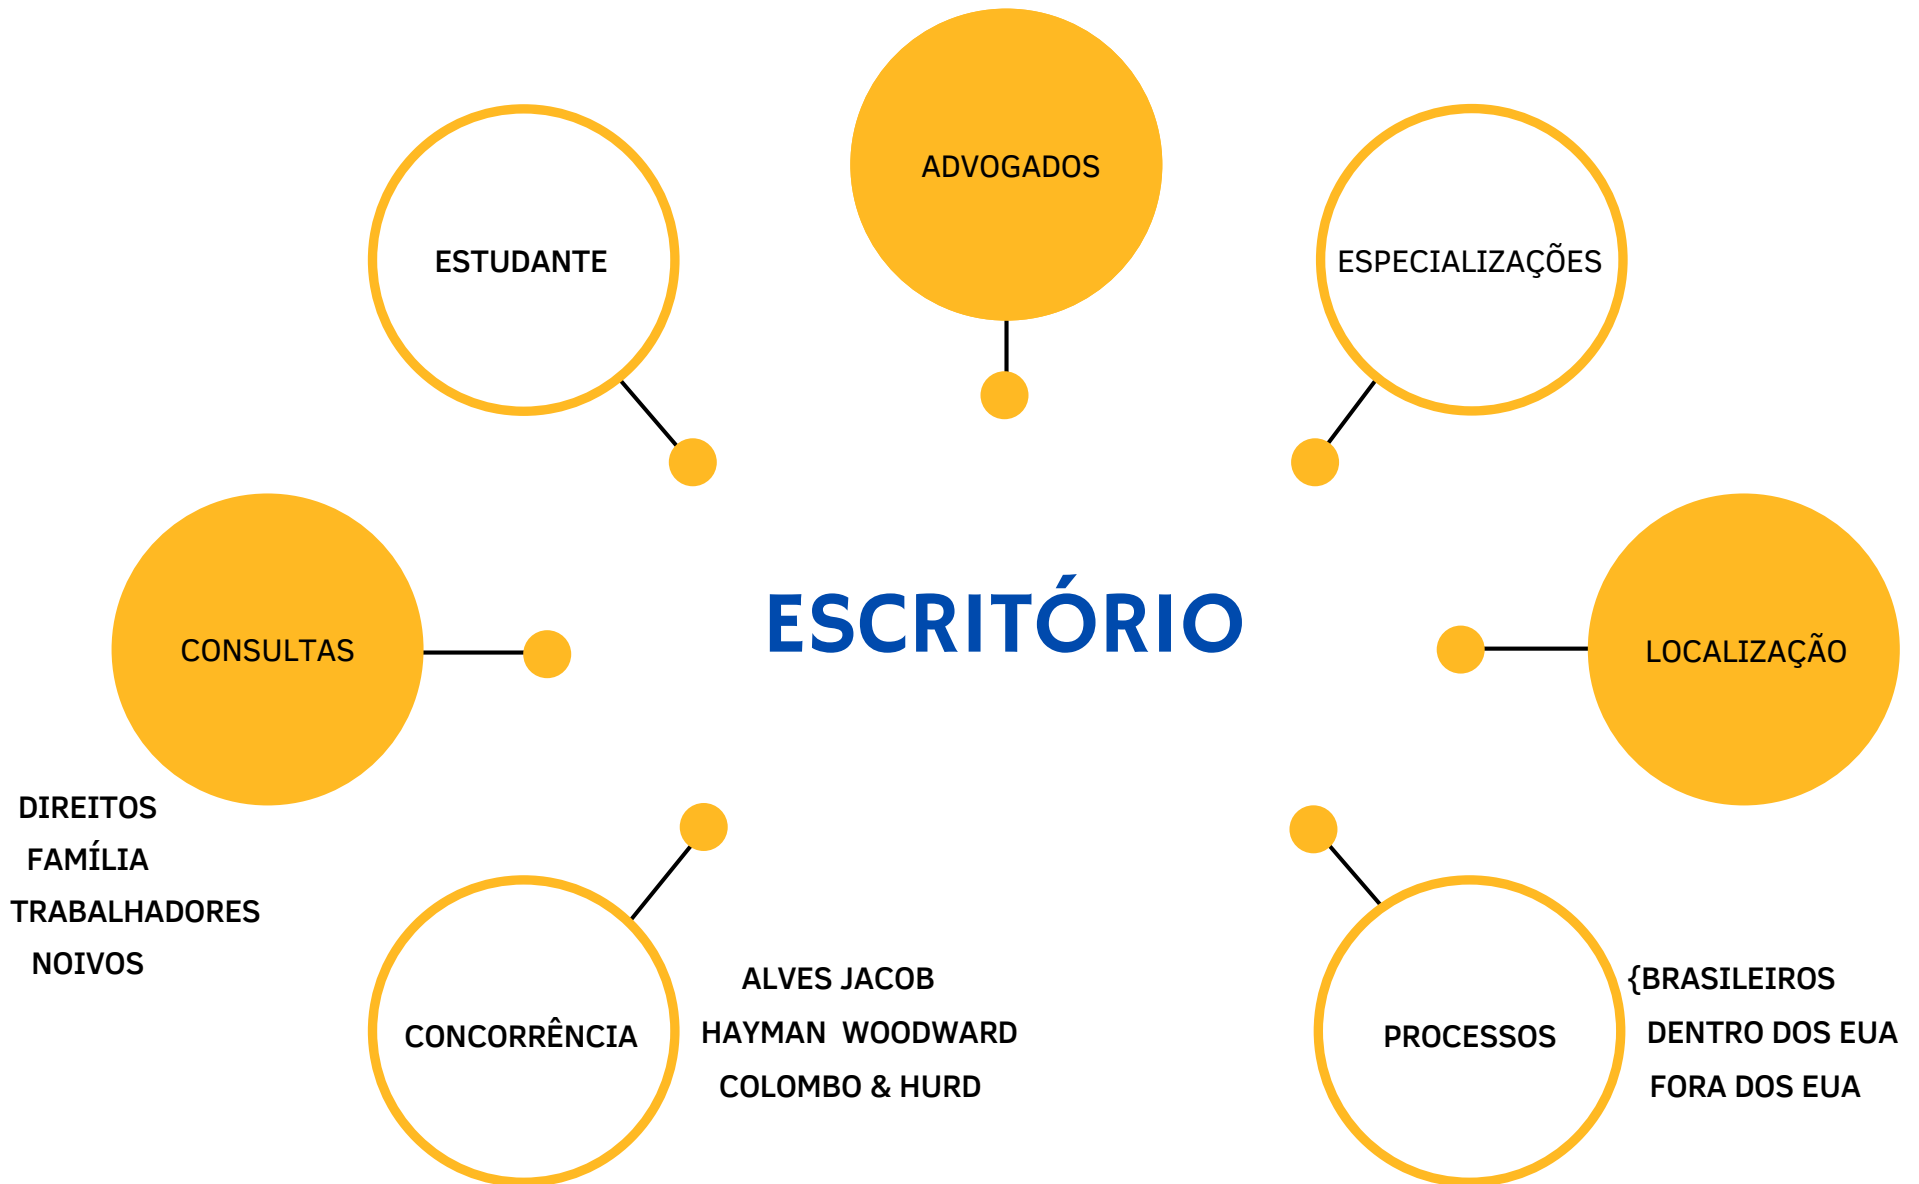 ADVOGADOS
ESTUDANTE
ESPECIALIZAÇÕES
ESCRITÓRIO
CONSULTAS
LOCALIZAÇÃO
DIREITOS
FAMÍLIA
TRABALHADORES
NOIVOS
CONCORRÊNCIA
ALVES JACOB
HAYMAN  WOODWARD
COLOMBO & HURD
PROCESSOS
{BRASILEIROS
DENTRO DOS EUA
FORA DOS EUA